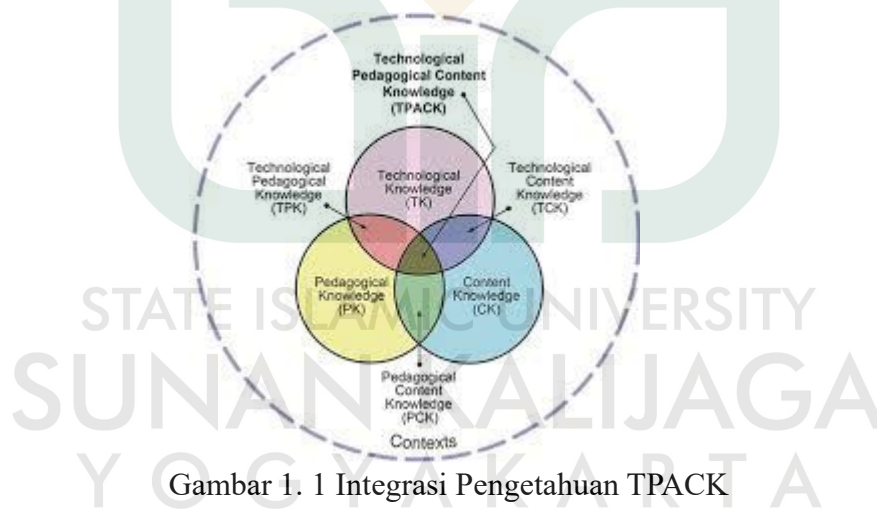 Technological
Pedagogical Content
Knowledge
(TPACK)
Technological
Pedagogical
Knowledge
(TPK)
Technological
Knowledge
(TK)
Technological
Content
Knowledge
(TCK)
Pedagogical
Knowledge
(PK)
Content
Knowledge
(CK)
Pedagogical
Content
Knowledge
(PCK)
Contexts
STATE ISLAMIC UNIVERSITY
SUNAN KALIJAGA
YOGYAKARTA
Gambar 1. 1 Integrasi Pengetahuan TPACK